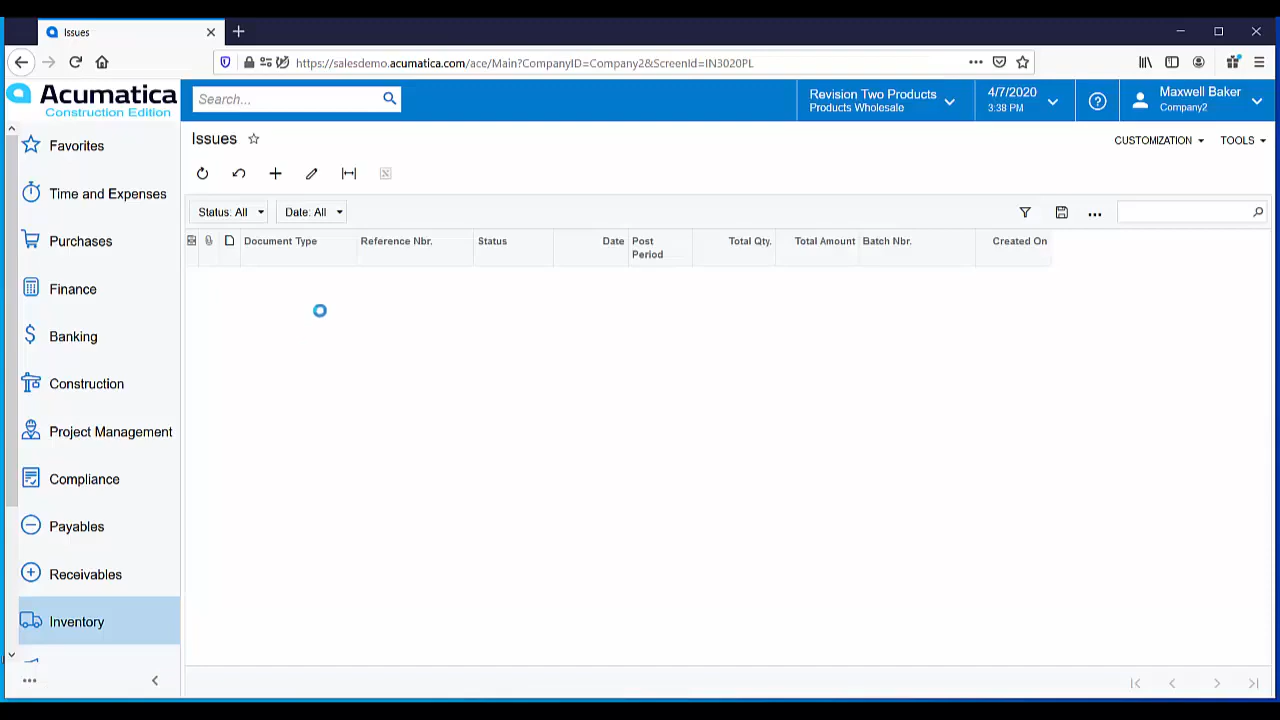 Issues
https://salesdemo.acumatica.com/ace/Main?CompanyID=Company2&ScreenId=IN3020PL
Acumatica
Construction Edition
Search...
Revision Two Products
Products Wholesale
4/7/2020
3:38 PM
Maxwell Baker
Company2
Favorites
Time and Expenses
Purchases
Finance
Banking
Construction
Project Management
Compliance
Payables
Receivables
Inventory
Issues
CUSTOMIZATION
TOOLS
Status: All
Date: All
Document Type
Reference Nbr.
Status
Date
Post
Period
Total Qty.
Total Amount
Batch Nbr.
Created On